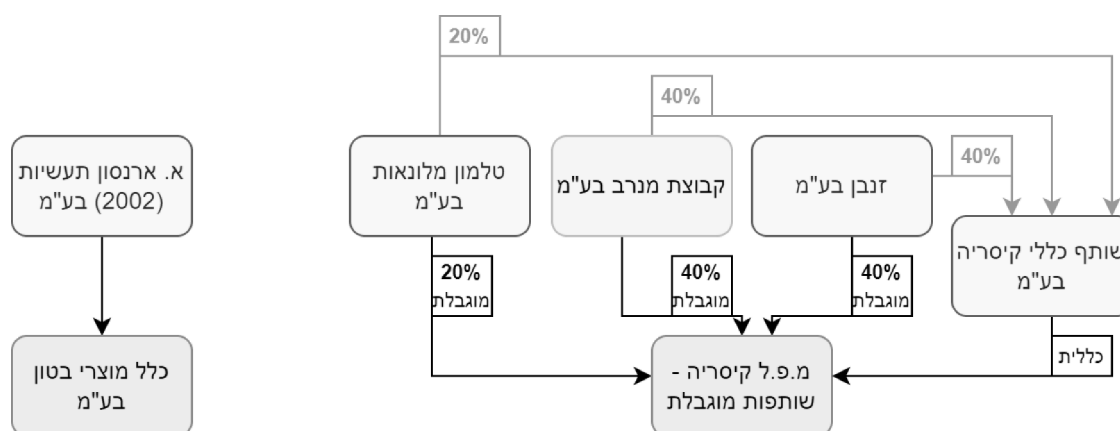 20%
40%
40%
שותף כללי קיסריה
בע"מ
זנבן בע"מ
קבוצת מנרב בע"מ
טלמון מלונאות
בע"מ
א. ארנסון תעשיות
(2002) בע"מ
כללית
40%
מוגבלת
40%
מוגבלת
20%
מוגבלת
מ.פ.ל קיסריה -
שותפות מוגבלת
כלל מוצרי בטון
בע"מ